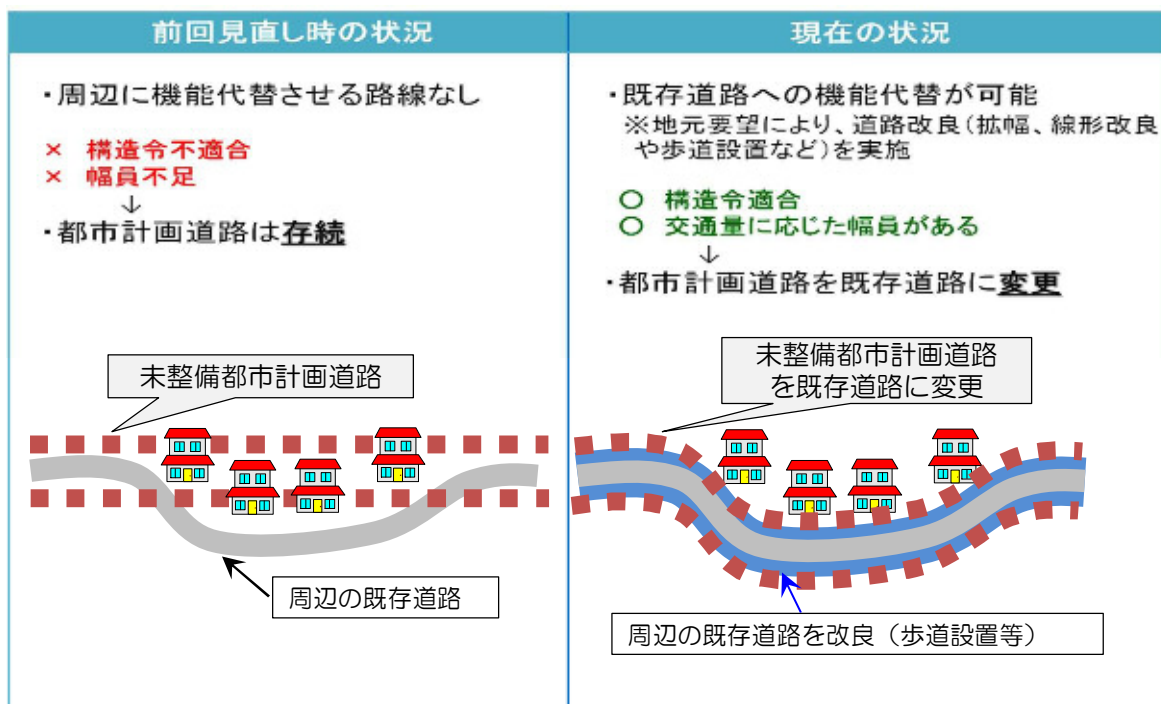 前回見直し時の状況
・周辺に機能代替させる路線なし
× 構造令不適合
× 幅員不足
↓
・都市計画道路は存続
未整備都市計画道路
周辺の既存道路
現在の状況
・既存道路への機能代替が可能
※地元要望により、道路改良(拡幅、線形改良
や歩道設置など)を実施
○ 構造令適合
○ 交通量に応じた幅員がある
↓
・都市計画道路を既存道路に変更
未整備都市計画道路
を既存道路に変更
周辺の既存道路を改良（歩道設置等）